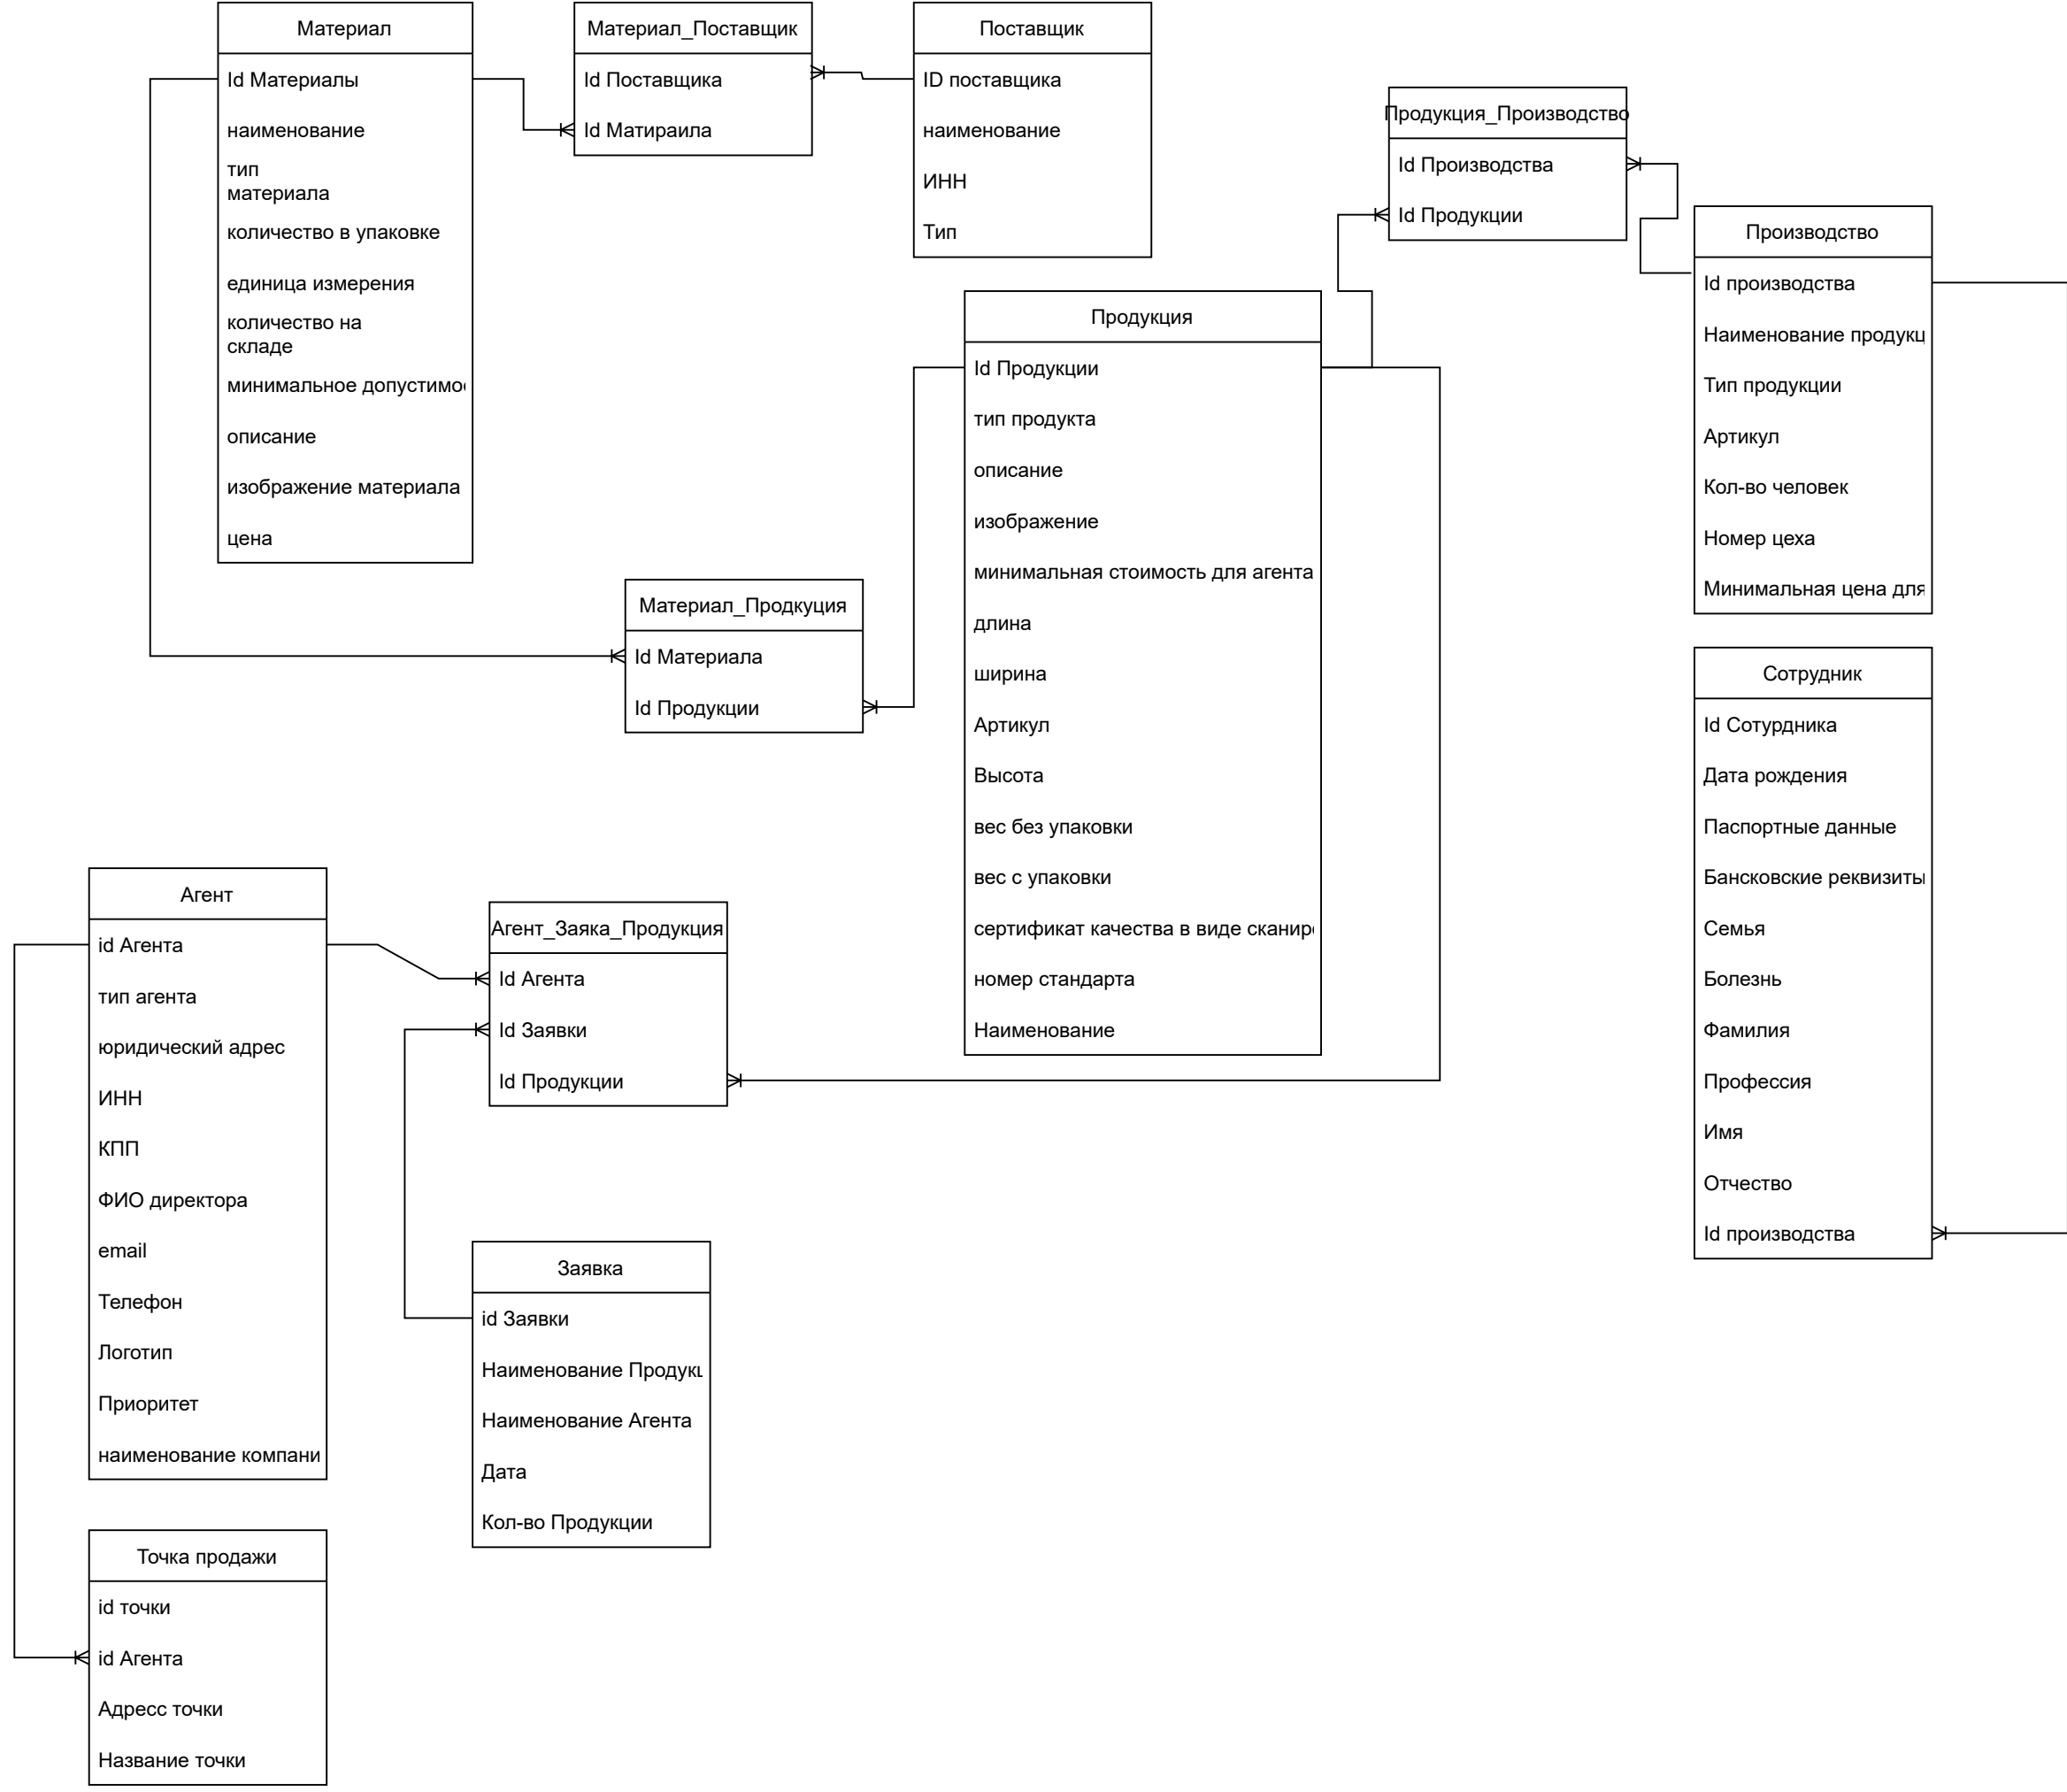 Материал
Id Материалы
наименование
тип
материала
количество в упаковке
единица измерения
количество на
складе
минимальное допустимо
описание
изображение материала
цена
Материал_Поставщик
Id Поставщика
Id Матираила
Поставщик
ID поставщика
наименование
ИНН
Тип
Продукция_Производство
Id Производства
Id Продукции
Производство
Id производства
Наименование продукц
Тип продукции
Артикул
Кол-во человек
Номер цеха
Минимальная цена для
Продукция
Id Продукции
тип продукта
описание
изображение
минимальная стоимость для агента
длина
ширина
Артикул
Высота
вес без упаковки
вес с упаковки
сертификат качества в виде сканиро
номер стандарта
Наименование
Материал_Продкуция
Id Материала
Id Продукции
Сотрудник
Id Сотурдника
Дата рождения
Паспортные данные
Бансковские реквизиты
Семья
Болезнь
Фамилия
Профессия
Имя
Отчество
Id производства
Агент
id Агента
тип агента
юридический адрес
ИНН
КПП
ФИО директора
email
Телефон
Логотип
Приоритет
наименование компани
Агент_Заяка_Продукция
Id Агента
Id Заявки
Id Продукции
Заявка
id Заявки
Наименование Продукц
Наименование Агента
Дата
Кол-во Продукции
Точка продажи
id точки
id Агента
Адресс точки
Название точки